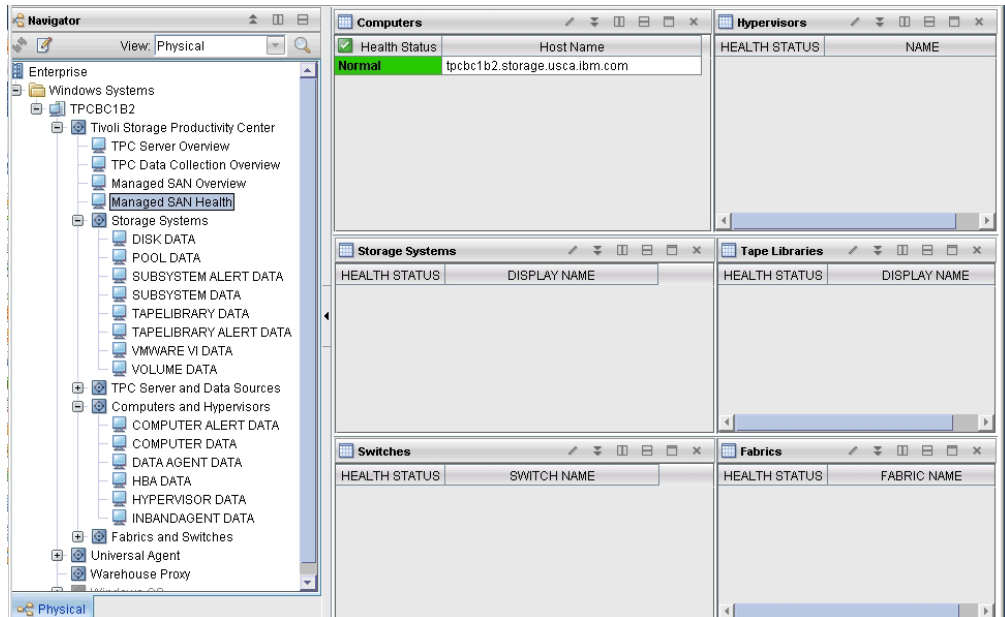 Navigator
View: Physical
Enterprise
Windows Systems
TPCBC1B2
Tivoli Storage Productivity Center
TPC Server Overview
TPC Data Collection Overview
Managed SAN Overview
Managed SAN Health
Storage Systems
DISK DATA
POOL DATA
SUBSYSTEM ALERT DATA
SUBSYSTEM DATA
TAPELIBRARY DATA
TAPELIBRARY ALERT DATA
VMWARE VI DATA
VOLUME DATA
TPC Server and Data Sources
Computers and Hypervisors
COMPUTER ALERT DATA
COMPUTER DATA
DATA AGENT DATA
HBA DATA
HYPERVISOR DATA
INBANDAGENT DATA
Fabrics and Switches
Universal Agent
Warehouse Proxy
Physical
Computers
Health Status Host Name
Normal tpcbc1b2.storage.usca.ibm.com
Hypervisors
HEALTH STATUS NAME
Storage Systems
HEALTH STATUS DISPLAY NAME
Tape Libraries
HEALTH STATUS DISPLAY NAME
Switches
HEALTH STATUS SWITCH NAME
Fabrics
HEALTH STATUS FABRIC NAME